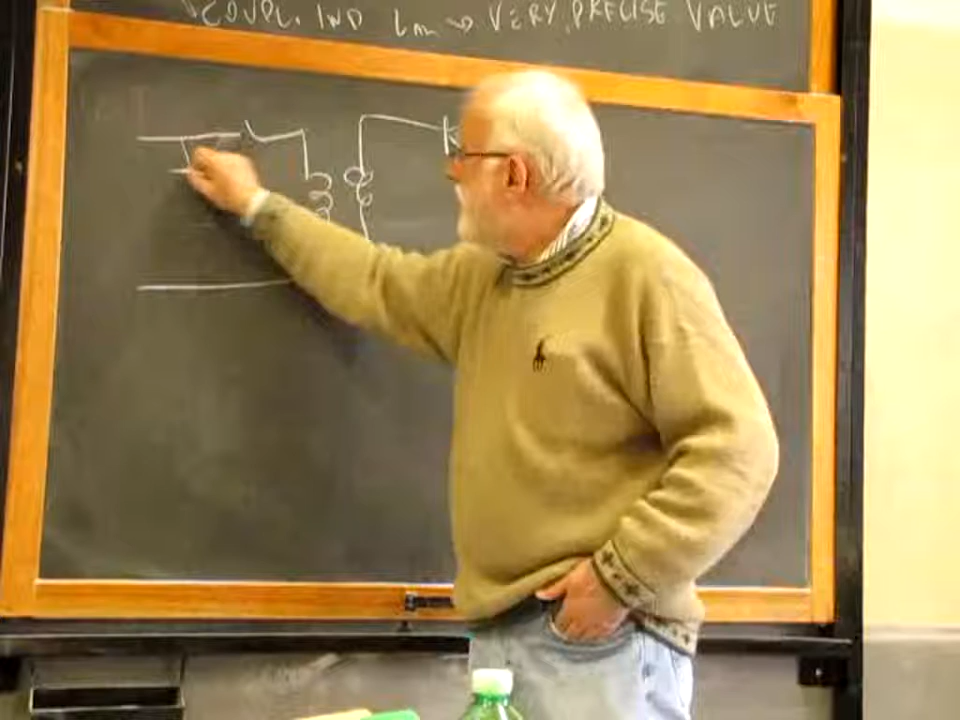 COUPL. IND Lm → VERY PRECISE VALUE